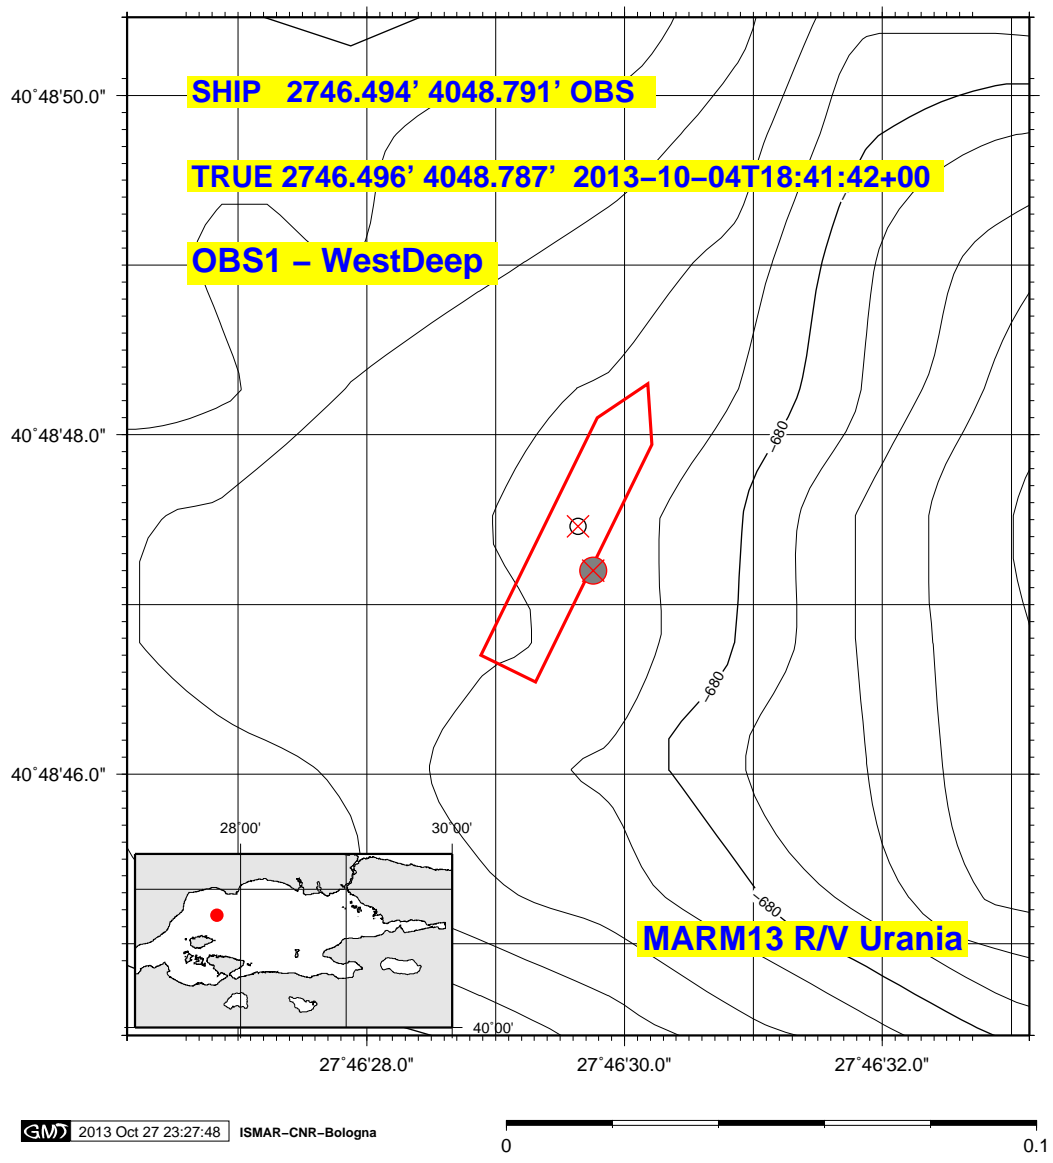 40°48'50.0"
SHIP 2746.494’ 4048.791’ OBS
TRUE 2746.496’ 4048.787’ 2013−10−04T18:41:42+00
OBS1 − WestDeep
40°48'48.0"
−680
−680
40°48'46.0"
28°00'
30°00'
−680
MARM13 R/V Urania
40°00'
27°46'28.0"
27°46'30.0"
27°46'32.0"
GMT 2013 Oct 27 23:27:48 ISMAR−CNR−Bologna
0
0.1